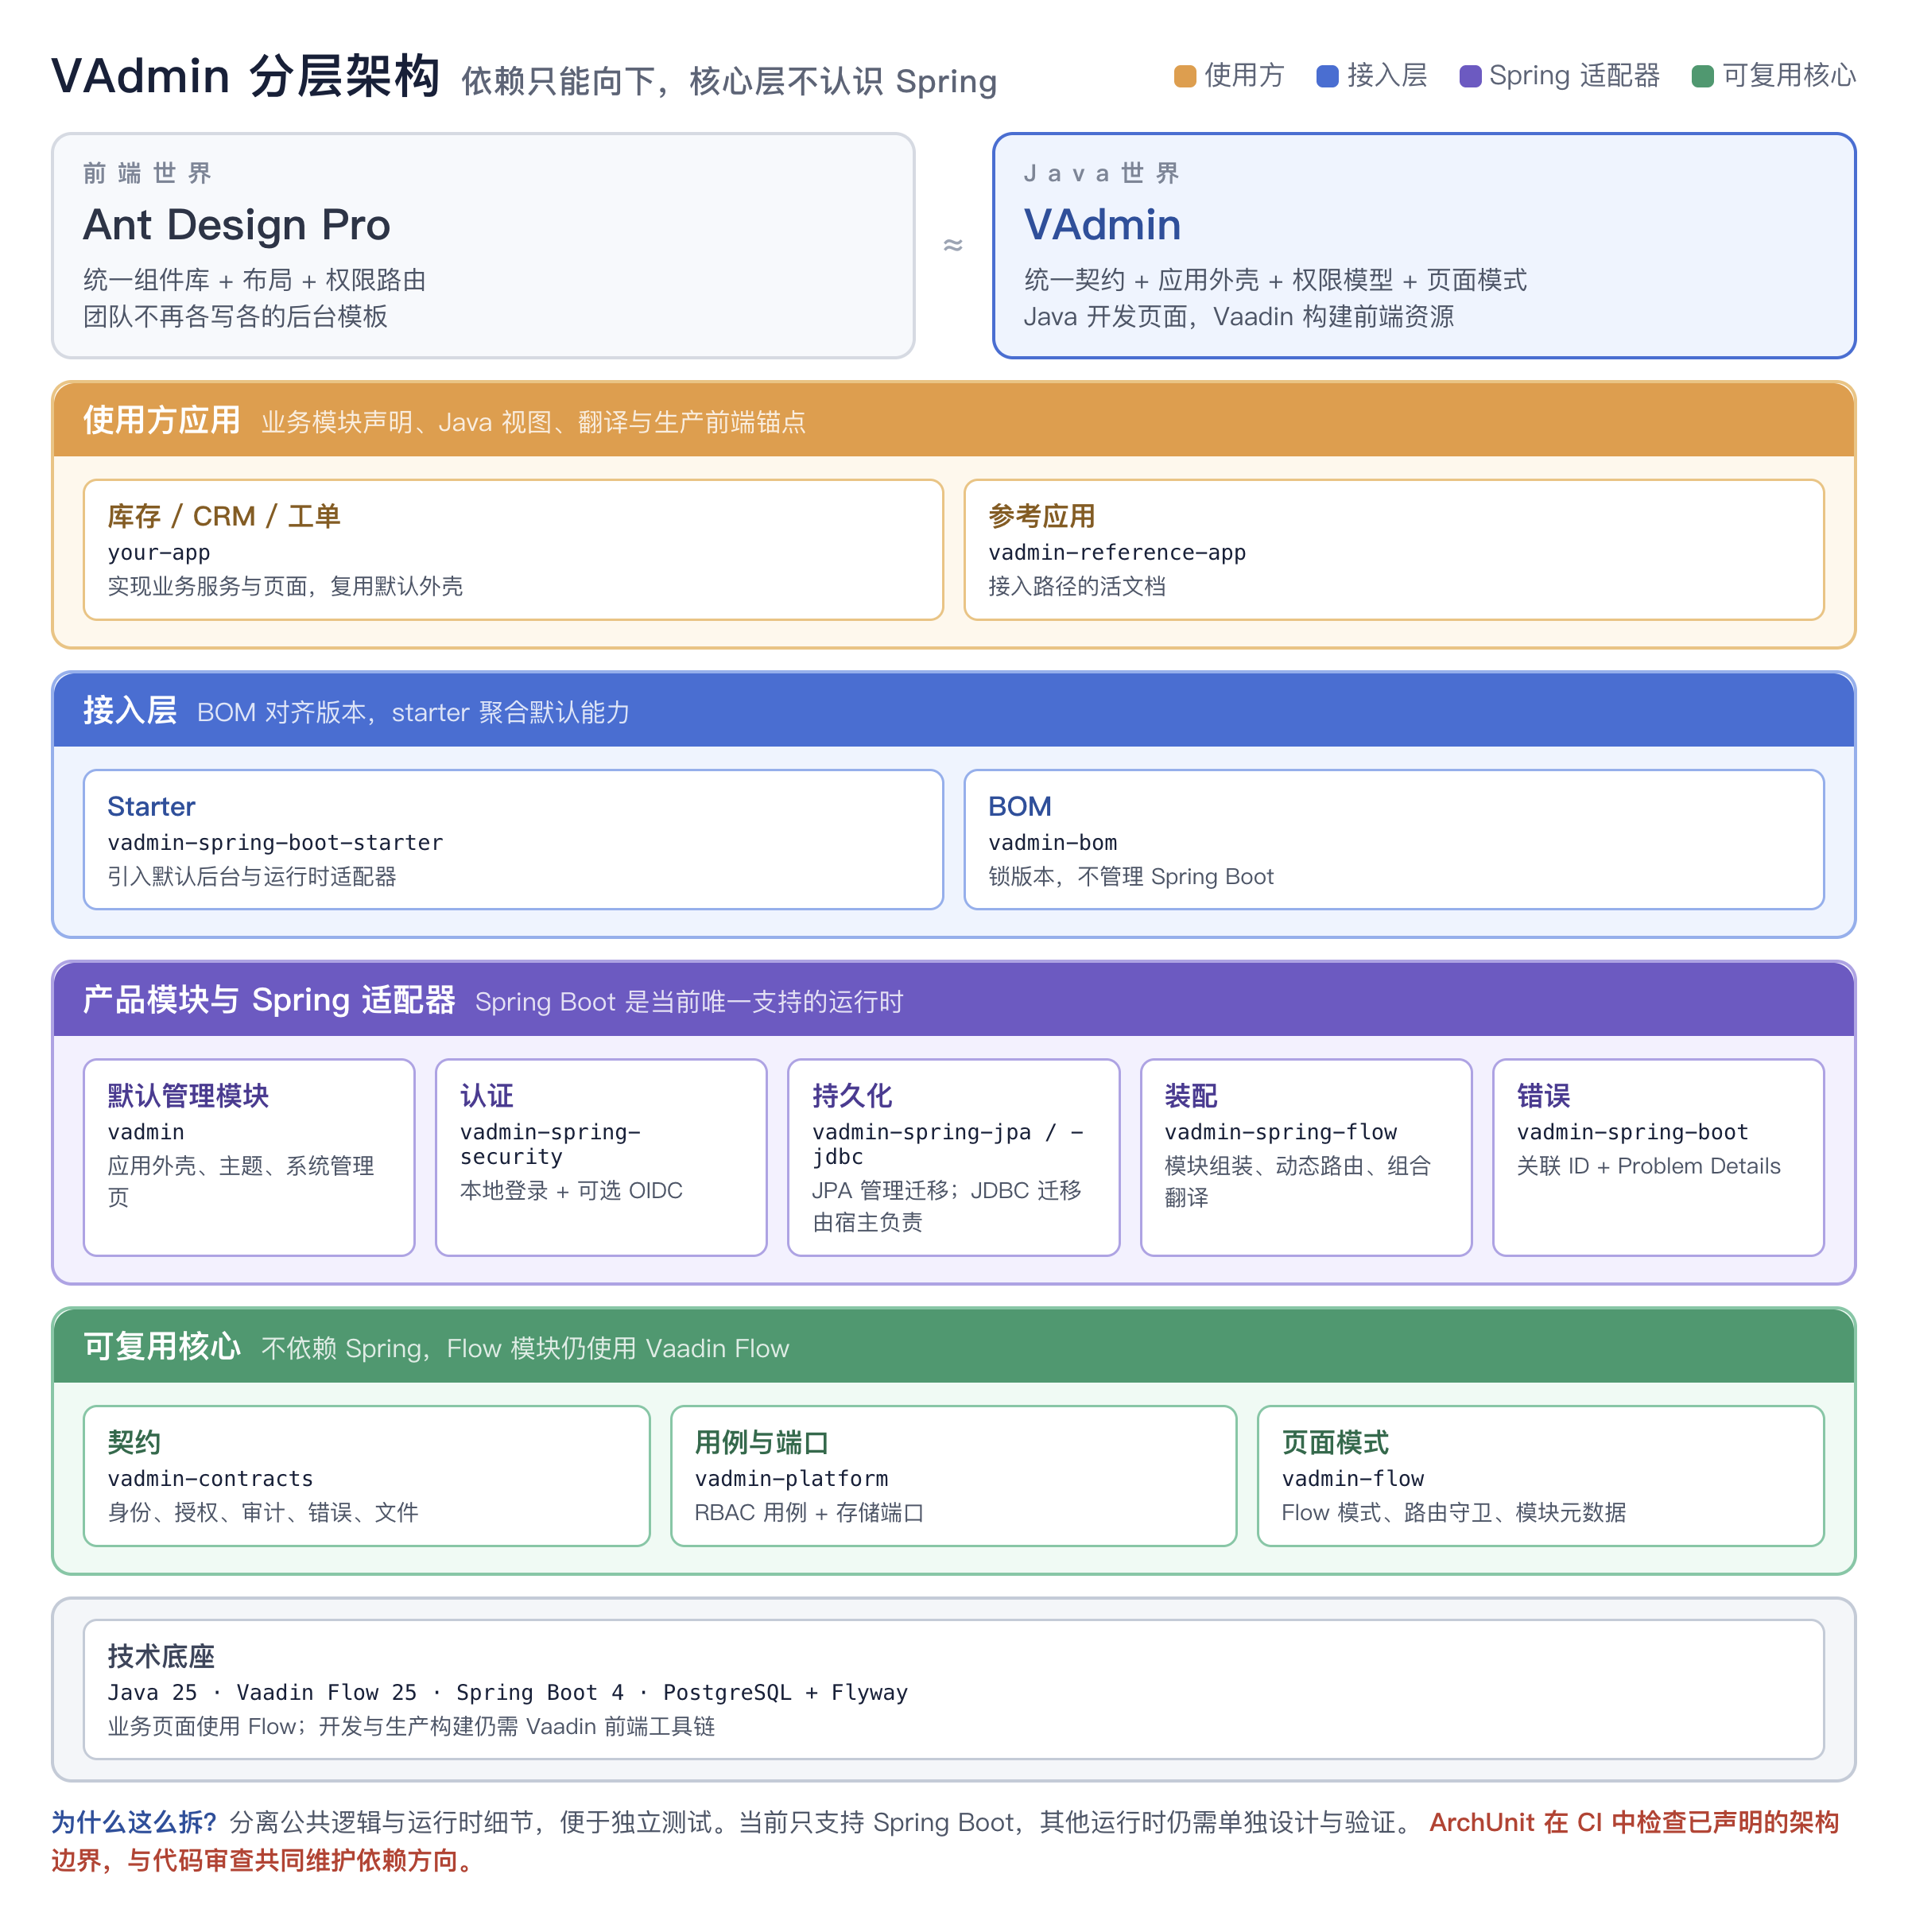 VAdmin 分层架构 依赖只能向下，核心层不认识 Spring
使用方 接入层 Spring 适配器 可复用核心
前端世界
Ant Design Pro
统一组件库 + 布局 + 权限路由
团队不再各写各的后台模板
≈
Java世界
VAdmin
统一契约 + 应用外壳 + 权限模型 + 页面模式
Java 开发页面，Vaadin 构建前端资源
使用方应用 业务模块声明、Java 视图、翻译与生产前端锚点
库存 / CRM / 工单
your-app
实现业务服务与页面，复用默认外壳
参考应用
vadmin-reference-app
接入路径的活文档
接入层 BOM 对齐版本，starter 聚合默认能力
Starter
vadmin-spring-boot-starter
引入默认后台与运行时适配器
BOM
vadmin-bom
锁版本，不管理 Spring Boot
产品模块与 Spring 适配器 Spring Boot 是当前唯一支持的运行时
默认管理模块
vadmin
应用外壳、主题、系统管理
页
认证
vadmin-spring-
security
本地登录 + 可选 OIDC
持久化
vadmin-spring-jpa / -
jdbc
JPA 管理迁移；JDBC 迁移
由宿主负责
装配
vadmin-spring-flow
模块组装、动态路由、组合
翻译
错误
vadmin-spring-boot
关联 ID + Problem Details
可复用核心 不依赖 Spring，Flow 模块仍使用 Vaadin Flow
契约
vadmin-contracts
身份、授权、审计、错误、文件
用例与端口
vadmin-platform
RBAC 用例 + 存储端口
页面模式
vadmin-flow
Flow 模式、路由守卫、模块元数据
技术底座
Java 25 · Vaadin Flow 25 · Spring Boot 4 · PostgreSQL + Flyway
业务页面使用 Flow；开发与生产构建仍需 Vaadin 前端工具链
为什么这么拆？分离公共逻辑与运行时细节，便于独立测试。当前只支持 Spring Boot，其他运行时仍需单独设计与验证。 ArchUnit 在 CI 中检查已声明的架构
边界，与代码审查共同维护依赖方向。